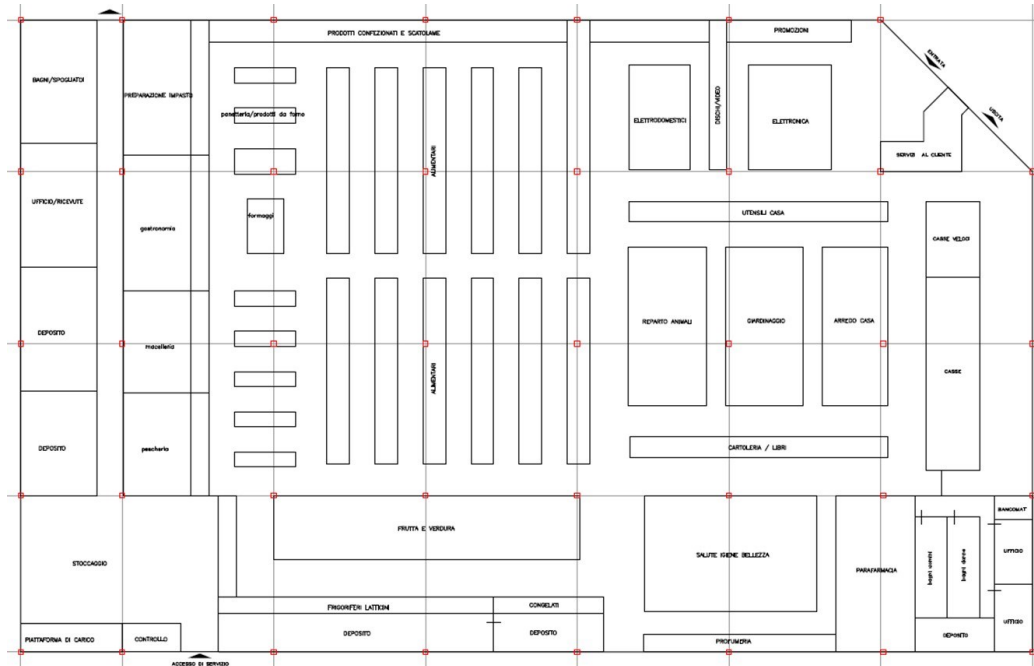 PRODOTTI CONFEZIONATI E SCATOLAME
PROMOZIONI
ENTRATA
USCITA
BAGNI/SPOGLIATOI
PREPARAZIONE IMPASTO
panetteria/prodotti da forno
ALIMENTARI
ELETTRODOMESTICI
DISCHI/VIDEO
ELETTRONICA
SERVIZI AL CLIENTE
UFFICIO/RICEVUTE
gastronomia
formaggi
UTENSILI CASA
CASSE VELOCI
DEPOSITO
macelleria
ALIMENTARI
REPARTO ANIMALI
GIARDINAGGIO
ARREDO CASA
CASSE
DEPOSITO
pescheria
CARTOLERIA / LIBRI
FRUTTA E VERDURA
SALUTE IGIENE BELLEZZA
PARAFARMACIA
bagni uomini
bagni donne
BANCOMAT
ufficio
STOCCAGGIO
FRIGORIFERI LATTICINI
CONGELATI
DEPOSITO
DEPOSITO
PROFUMERIA
DEPOSITO
ufficio
PIATTAFORMA DI CARICO
CONTROLLO
ACCESSO DI SERVIZIO